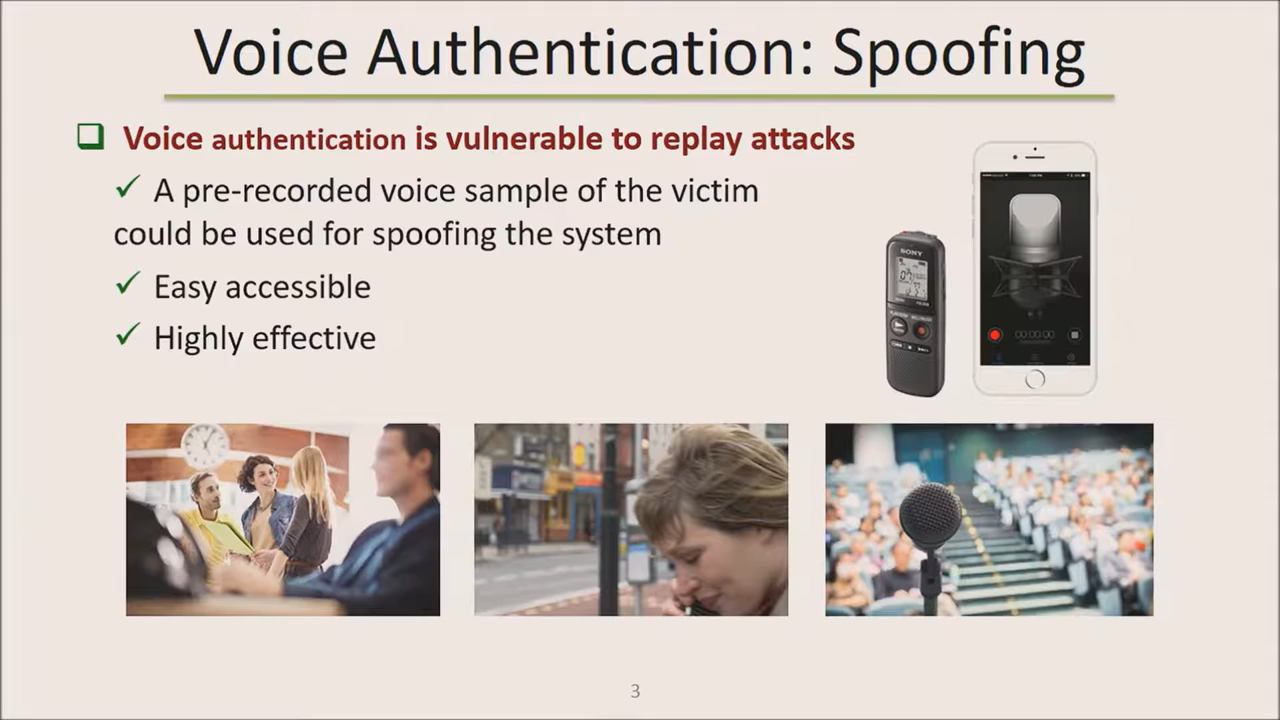 Voice Authentication: Spoofing
Voice authentication is vulnerable to replay attacks
A pre-recorded voice sample of the victim
could be used for spoofing the system
Easy accessible
Highly effective
SONY
3